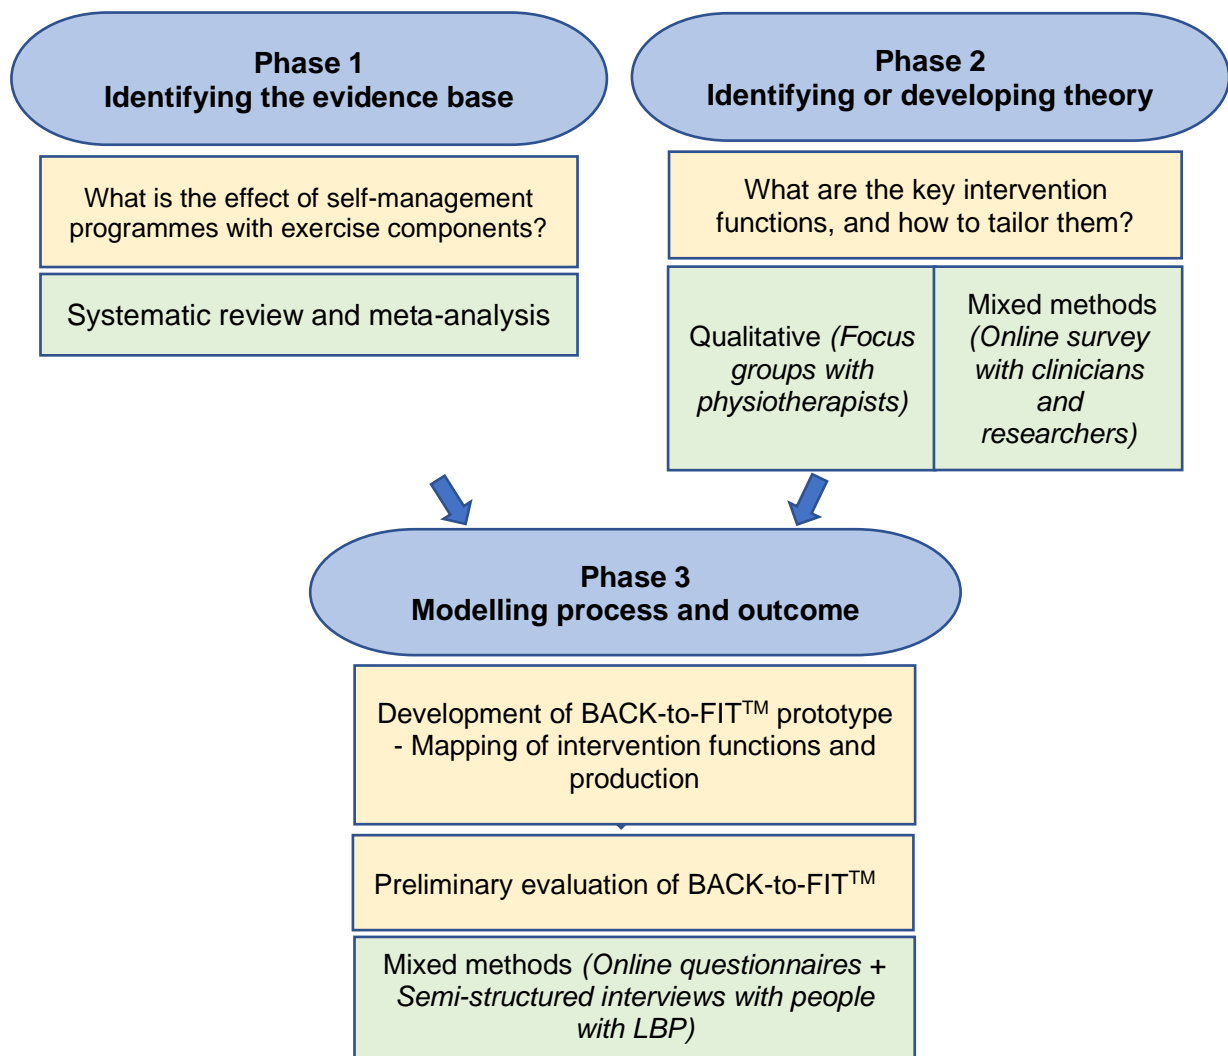 Phase 1
Identifying the evidence base
What is the effect of self-management
programmes with exercise components?
Systematic review and meta-analysis
Phase 2
Identifying or developing theory
What are the key intervention
functions, and how to tailor them?
Qualitative (Focus
groups with
physiotherapists)
Mixed methods
(Online survey
with clinicians
and
researchers)
Phase 3
Modelling process and outcome
Development of BACK-to-FIT™ prototype
- Mapping of intervention functions and
production
Preliminary evaluation of BACK-to-FIT™
Mixed methods (Online questionnaires +
Semi-structured interviews with people
with LBP)